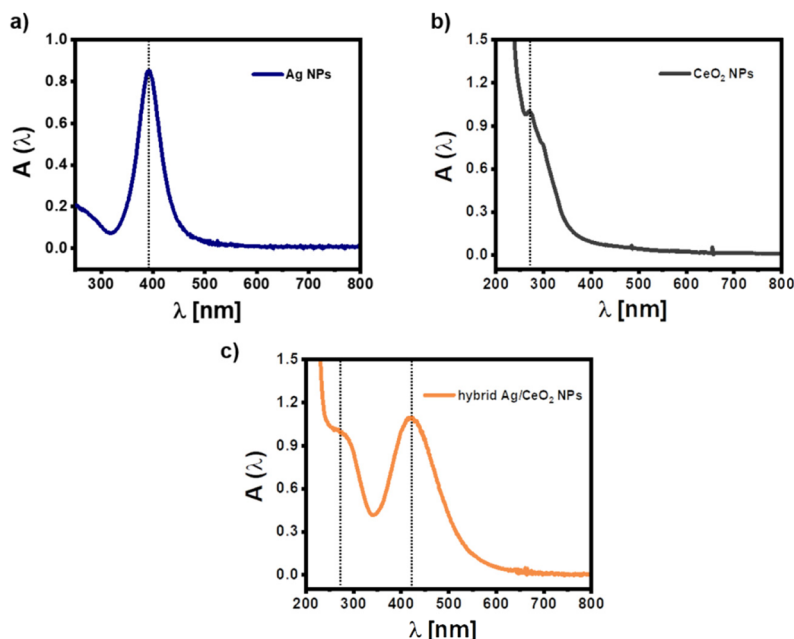 a)
1.0
0.8
0.6
0.4
0.2
0.0
A (λ)
Ag NPs
300 400 500 600 700 800
λ [nm]
b)
1.5
1.2
0.9
0.6
0.3
0.0
A (λ)
CeO₂ NPs
200 300 400 500 600 700 800
λ [nm]
c)
1.5
1.2
0.9
0.6
0.3
0.0
A (λ)
hybrid Ag/CeO₂ NPs
200 300 400 500 600 700 800
λ [nm]